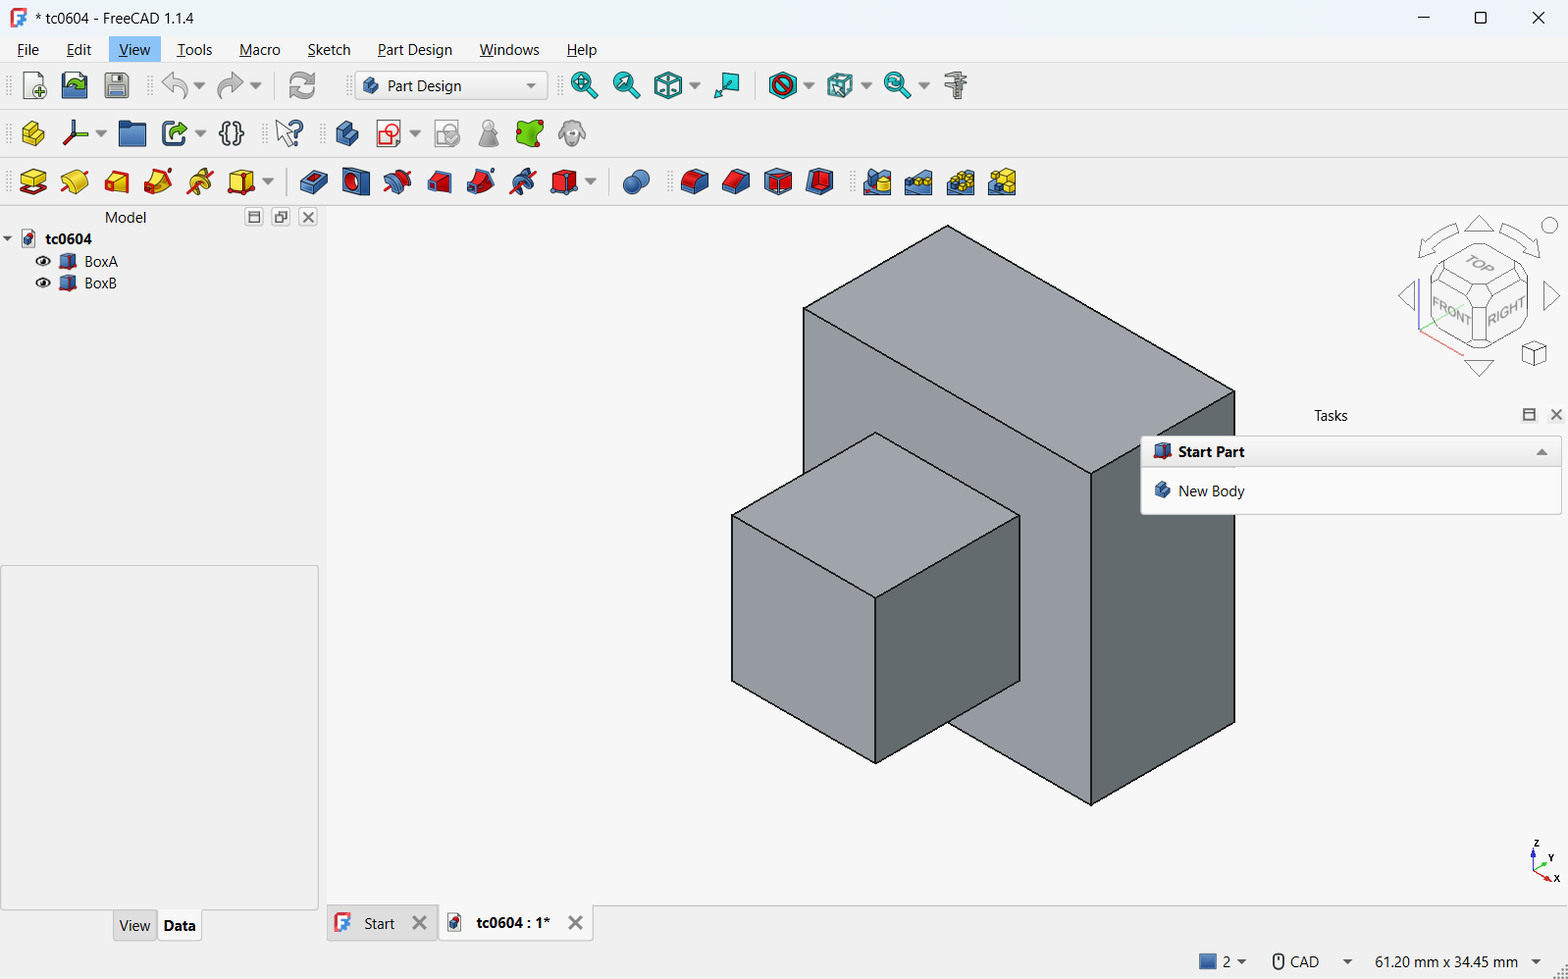 * tc0604 - FreeCAD 1.1.4
File Edit View Tools Macro Sketch Part Design Windows Help
Part Design
Model
tc0604
BoxA
BoxB
TOP
FRONT
RIGHT
Tasks
Start Part
New Body
Z
Y
X
View Data
Start
tc0604 : 1*
2
CAD
61.20 mm x 34.45 mm